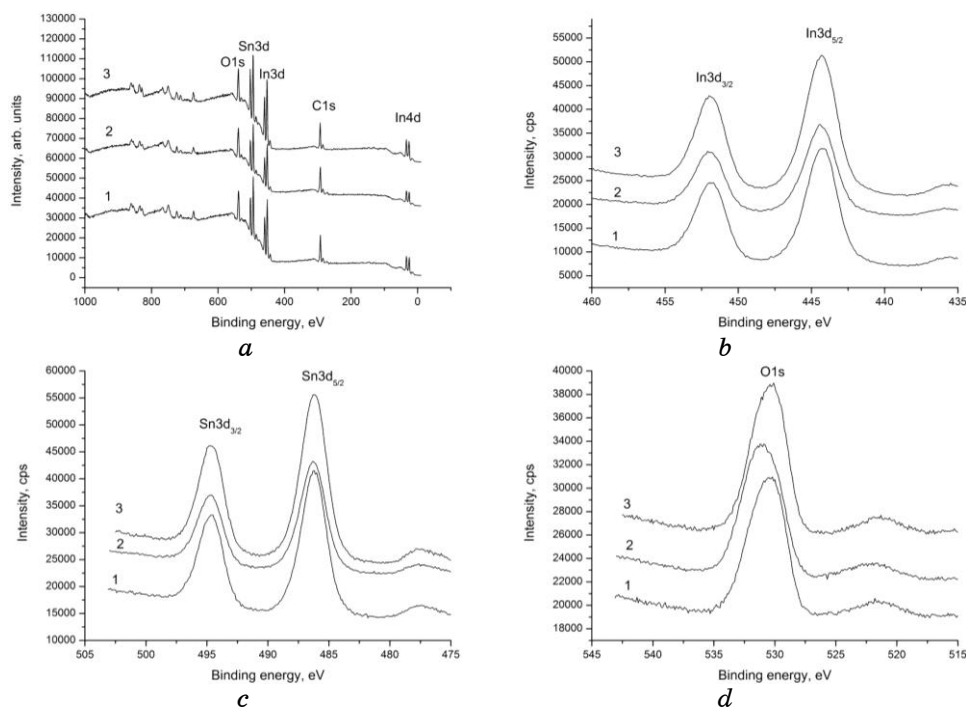 130000
120000
110000
100000
90000
80000
70000
60000
50000
40000
30000
20000
10000
0
Intensity, arb. units
Sn3d
O1s
In3d
3
C1s
In4d
2
1
1000 800 600 400 200 0
Binding energy, eV
a
55000
50000
45000
40000
35000
30000
25000
20000
15000
10000
5000
Intensity, cps
In3d5/2
In3d3/2
3
2
1
460 455 450 445 440 435
Binding energy, eV
b
60000
55000
50000
45000
40000
35000
30000
25000
20000
15000
10000
Intensity, cps
Sn3d5/2
Sn3d3/2
3
2
1
505 500 495 490 485 480 475
Binding energy, eV
c
40000
38000
36000
34000
32000
30000
28000
26000
24000
22000
20000
18000
Intensity, cps
O1s
3
2
1
545 540 535 530 525 520 515
Binding energy, eV
d